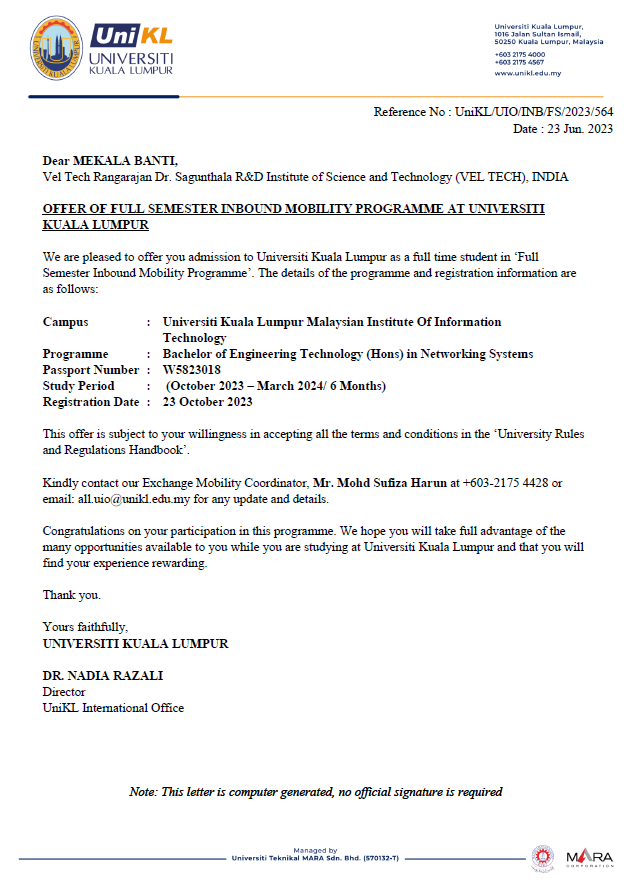 UniKL
UNIVERSITI
KUALA LUMPUR
Universiti Kuala Lumpur,
1016 Jalan Sultan Ismail,
50250 Kuala Lumpur, Malaysia
+603 2175 4000
+603 2175 4567
www.unikl.edu.my
Reference No : UniKL/UIO/INB/FS/2023/564
Date : 23 Jun. 2023
Dear MEKALA BANTI,
Vel Tech Rangarajan Dr. Sagunthala R&D Institute of Science and Technology (VEL TECH), INDIA
OFFER OF FULL SEMESTER INBOUND MOBILITY PROGRAMME AT UNIVERSITI
KUALA LUMPUR
We are pleased to offer you admission to Universiti Kuala Lumpur as a full time student in ‘Full
Semester Inbound Mobility Programme’. The details of the programme and registration information are
as follows:
Campus : Universiti Kuala Lumpur Malaysian Institute Of Information
Technology
Programme : Bachelor of Engineering Technology (Hons) in Networking Systems
Passport Number : W5823018
Study Period : (October 2023 – March 2024/ 6 Months)
Registration Date : 23 October 2023
This offer is subject to your willingness in accepting all the terms and conditions in the ‘University Rules
and Regulations Handbook’.
Kindly contact our Exchange Mobility Coordinator, Mr. Mohd Sufiza Harun at +603-2175 4428 or
email: all.uio@unikl.edu.my for any update and details.
Congratulations on your participation in this programme. We hope you will take full advantage of the
many opportunities available to you while you are studying at Universiti Kuala Lumpur and that you will
find your experience rewarding.
Thank you.
Yours faithfully,
UNIVERSITI KUALA LUMPUR
DR. NADIA RAZALI
Director
UniKL International Office
Note: This letter is computer generated, no official signature is required
Managed by
Universiti Teknikal MARA Sdn. Bhd. (570132-T)
MARA
CORPORATION